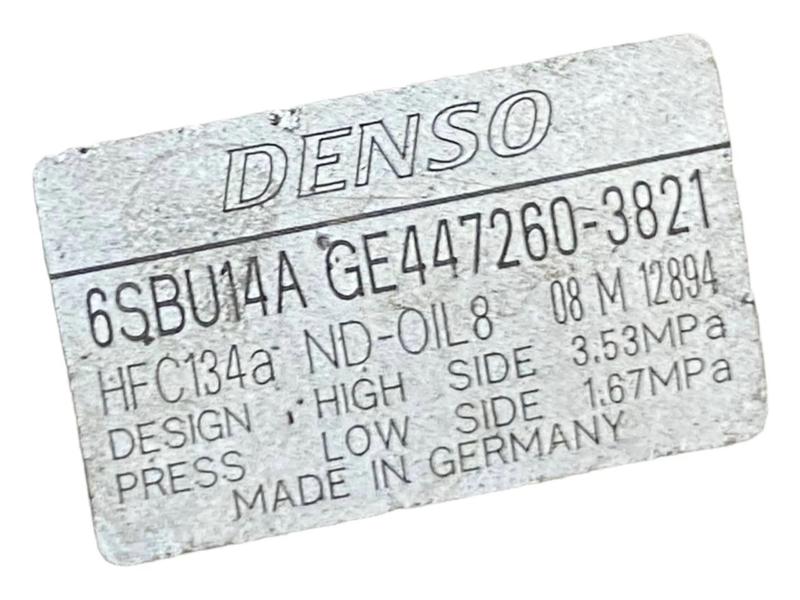 DENSO
6SBU14A GE447260-3821
HFC134a ND-OIL8 08 M 12894
DESIGN HIGH SIDE 3.53MPa
PRESS LOW SIDE 1.67MPa
MADE IN GERMANY